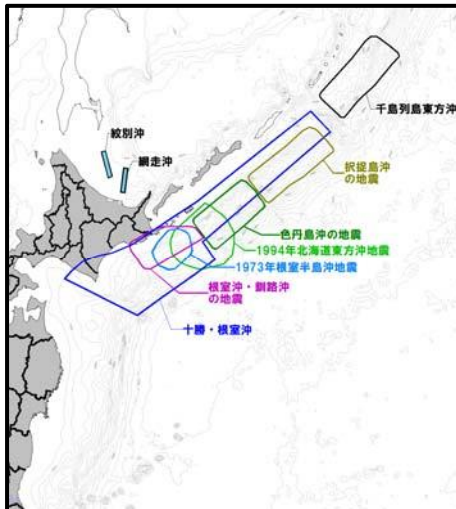 千島列島東方沖
紋別沖
網走沖
択捉島沖
の地震
色丹島沖の地震
1994年北海道東方沖地震
1973年根室半島沖地震
根室沖・釧路沖
の地震
十勝・根室沖